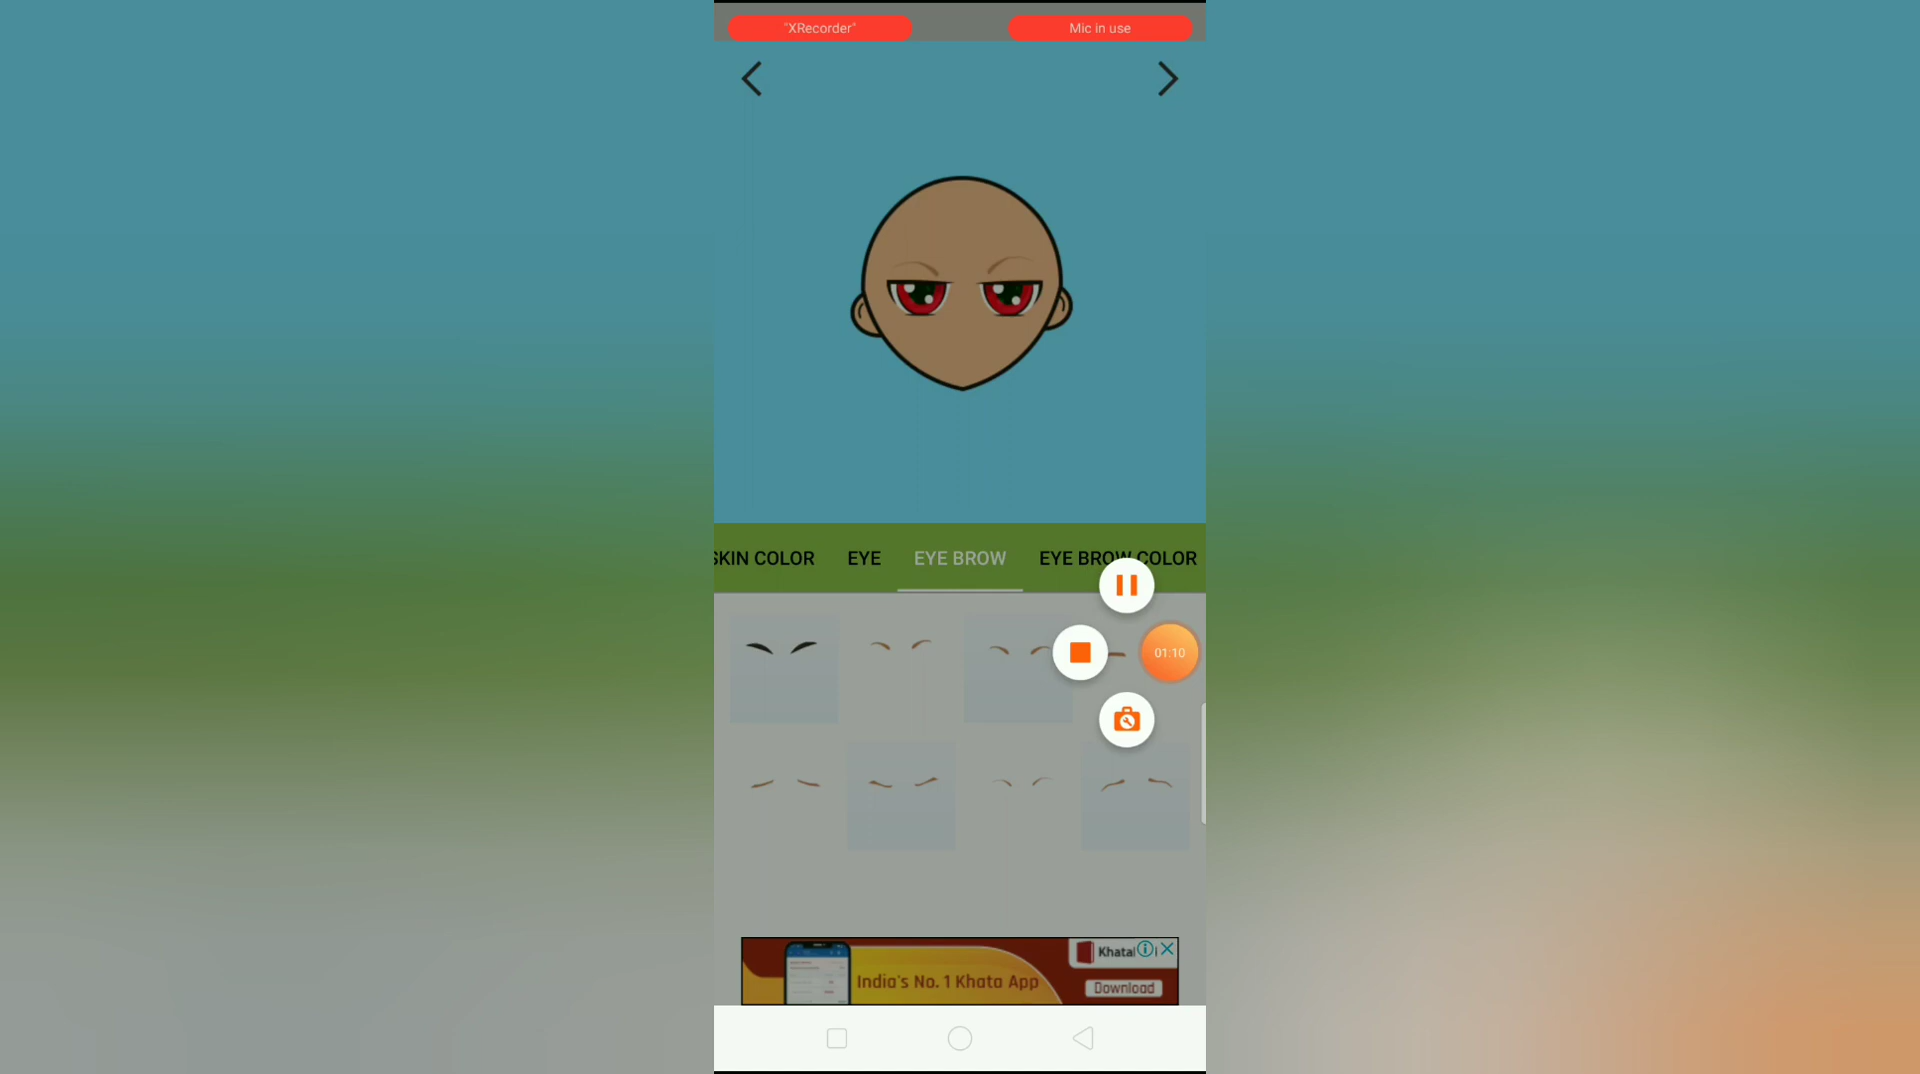 "XRecorder"
Mic in use
SKIN COLOR
EYE
EYE BROW
EYE BROW COLOR
01:10
India's No. 1 Khata App
Download